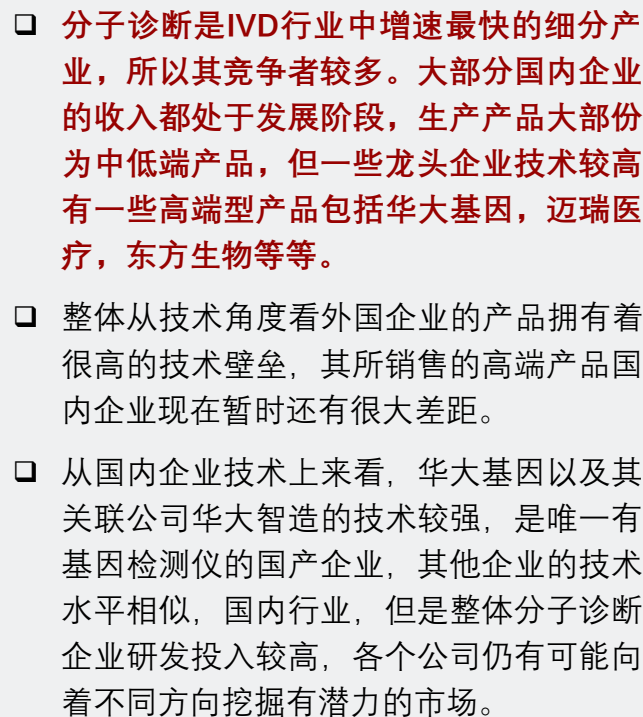 ❑ 分子诊断是IVD行业中增速最快的细分产
业，所以其竞争者较多。大部分国内企业
的收入都处于发展阶段，生产产品大部份
为中低端产品，但一些龙头企业技术较高
有一些高端型产品包括华大基因，迈瑞医
疗，东方生物等等。
❑ 整体从技术角度看外国企业的产品拥有着
很高的技术壁垒，其所销售的高端产品国
内企业现在暂时还有很大差距。
❑ 从国内企业技术上来看，华大基因以及其
关联公司华大智造的技术较强，是唯一有
基因检测仪的国产企业，其他企业的技术
水平相似，国内行业，但是整体分子诊断
企业研发投入较高，各个公司仍有可能向
着不同方向挖掘有潜力的市场。